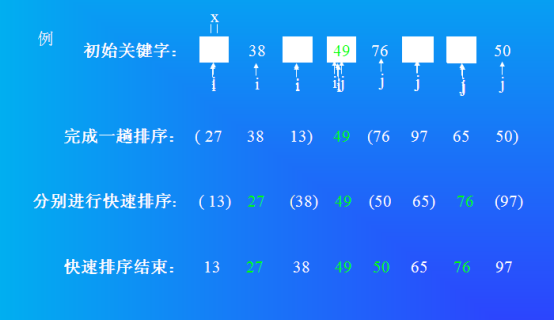 x
例
初始关键字： 38 49 76 50
i i i i j j j j j
完成一趟排序： ( 27 38 13) 49 (76 97 65 50)
分别进行快速排序： ( 13) 27 (38) 49 (50 65) 76 (97)
快速排序结束： 13 27 38 49 50 65 76 97